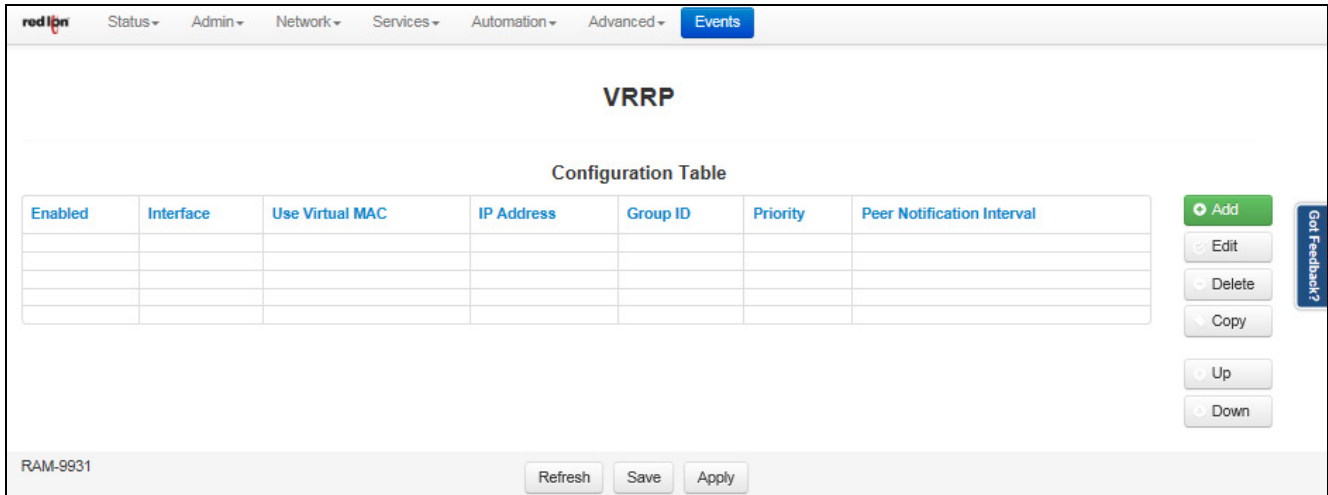 red lion Status Admin Network Services Automation Advanced Events
VRRP
Configuration Table
Enabled Interface Use Virtual MAC IP Address Group ID Priority Peer Notification Interval
Add
Edit
Delete
Copy
Up
Down
Got Feedback?
RAM-9931
Refresh Save Apply